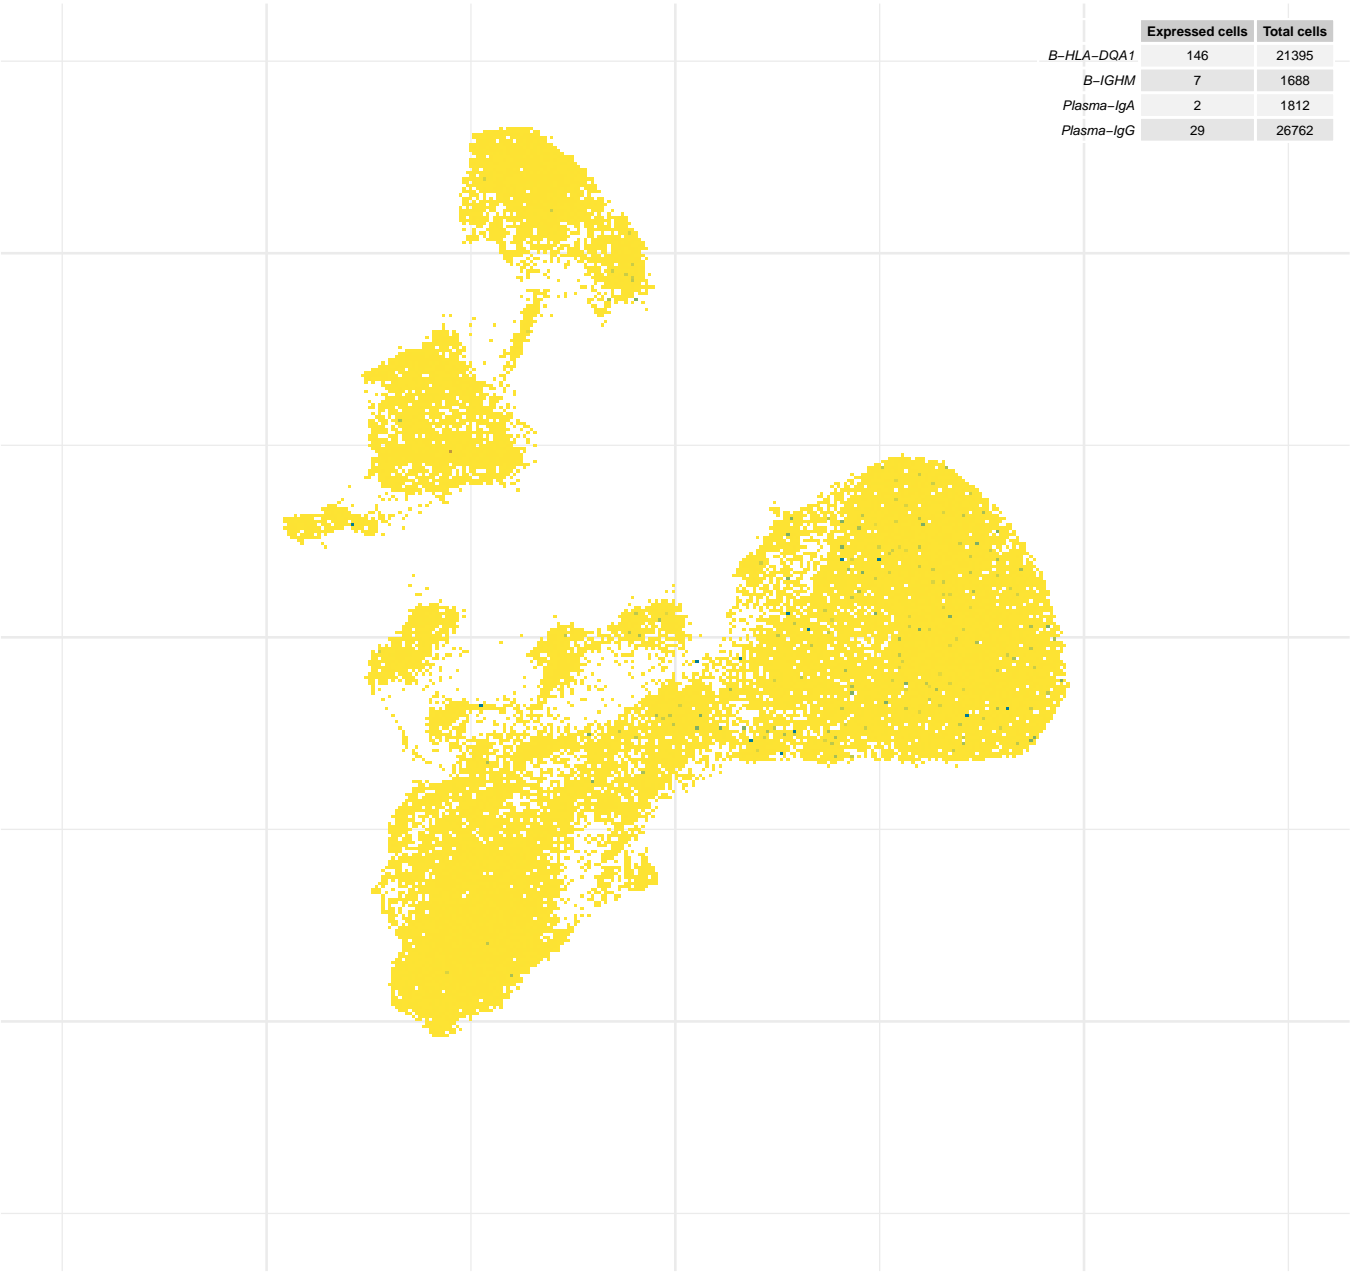 Expressed cells Total cells
B−HLA−DQA1 146 21395
B−IGHM 7 1688
Plasma−IgA 2 1812
Plasma−IgG 29 26762